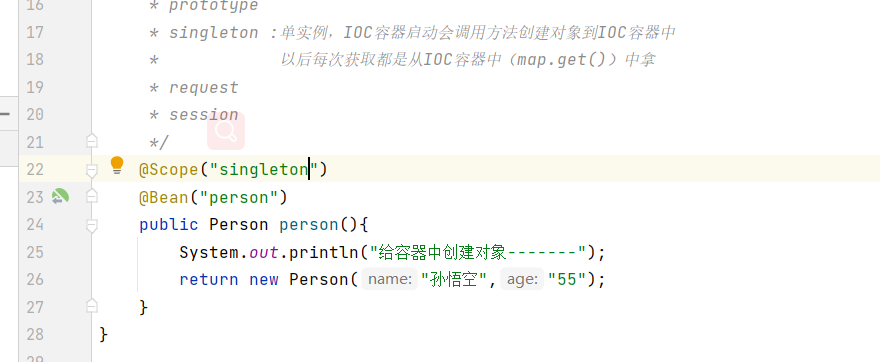 16 * prototype
17 * singleton :单实例，IOC容器启动会调用方法创建对象到IOC容器中
18 * 以后每次获取都是从IOC容器中（map.get()）中拿
19 * request
20 * session
21 */
22 @Scope("singleton")
23 @Bean("person")
24 public Person person(){
25 System.out.println("给容器中创建对象-------");
26 return new Person( name: "孙悟空", age: "55");
27 }
28 }
29